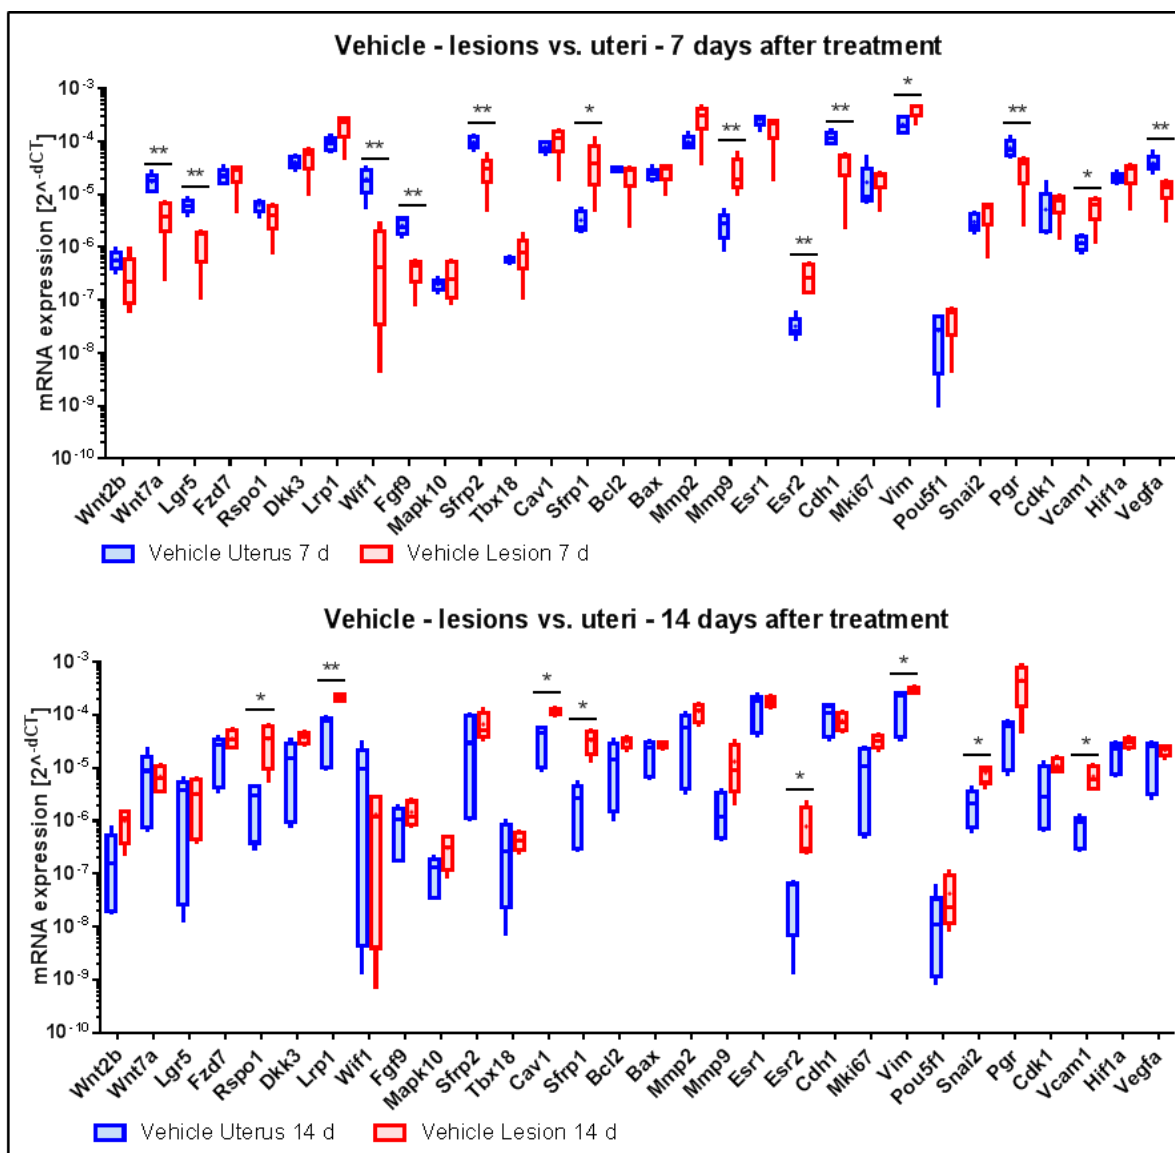 Vehicle - lesions vs. uteri - 7 days after treatment
mRNA expression [2^-dCT]
10-3
10-4
10-5
10-6
10-7
10-8
10-9
10-10
** ** ** ** ** * ** ** ** * ** * **
Wnt2b Wnt7a Lgr5 Fzd7 Rspo1 Dkk3 Lrp1 Wif1 Fgf9 Mapk10 Sfrp2 Tbx18 Cav1 Sfrp1 Bcl2 Bax Mmp2 Mmp9 Esr1 Esr2 Cdh1 Mki67 Vim Pou5f1 Snai2 Pgr Cdk1 Vcam1 Hif1a Vegfa
Vehicle Uterus 7 d Vehicle Lesion 7 d
Vehicle - lesions vs. uteri - 14 days after treatment
mRNA expression [2^-dCT]
10-3
10-4
10-5
10-6
10-7
10-8
10-9
10-10
* ** * * * * * *
Wnt2b Wnt7a Lgr5 Fzd7 Rspo1 Dkk3 Lrp1 Wif1 Fgf9 Mapk10 Sfrp2 Tbx18 Cav1 Sfrp1 Bcl2 Bax Mmp2 Mmp9 Esr1 Esr2 Cdh1 Mki67 Vim Pou5f1 Snai2 Pgr Cdk1 Vcam1 Hif1a Vegfa
Vehicle Uterus 14 d Vehicle Lesion 14 d